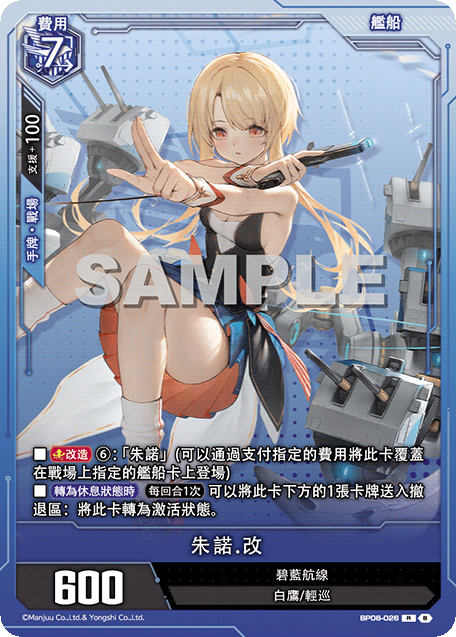 費用
7
艦船
支援+100
手牌・戰場
SAMPLE
■ 改造 ⑥:「朱諾」(可以通過支付指定的費用將此卡覆蓋
在戰場上指定的艦船卡上登場)
■ 轉為休息狀態時 每回合1次 可以將此卡下方的1張卡牌送入撤
退區：將此卡轉為激活狀態。
朱諾.改
600
碧藍航線
白鷹/輕巡
©Manjuu Co.,Ltd. & Yongshi Co.,Ltd.
BP06-026 R B